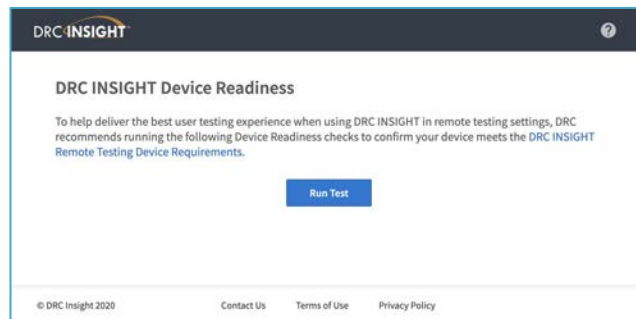 DRC INSIGHT
?
DRC INSIGHT Device Readiness
To help deliver the best user testing experience when using DRC INSIGHT in remote testing settings, DRC
recommends running the following Device Readiness checks to confirm your device meets the DRC INSIGHT
Remote Testing Device Requirements.
Run Test
© DRC Insight 2020 Contact Us Terms of Use Privacy Policy